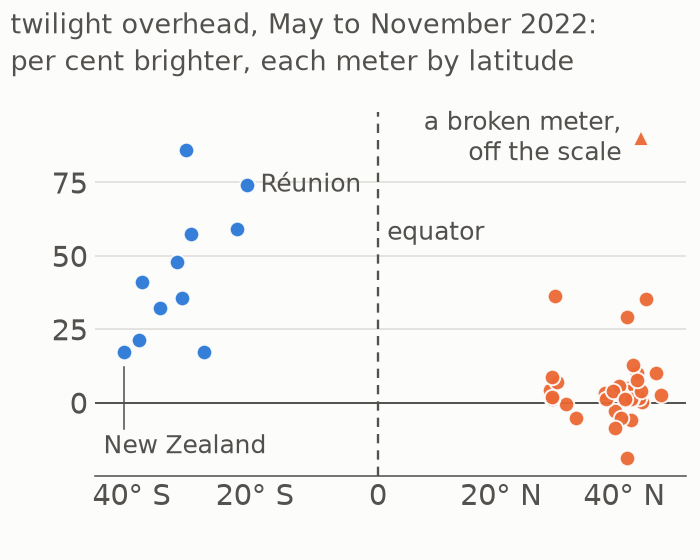 twilight overhead, May to November 2022:
per cent brighter, each meter by latitude
a broken meter,
off the scale
75
Réunion
equator
50
25
0
New Zealand
40° S
20° S
0
20° N
40° N